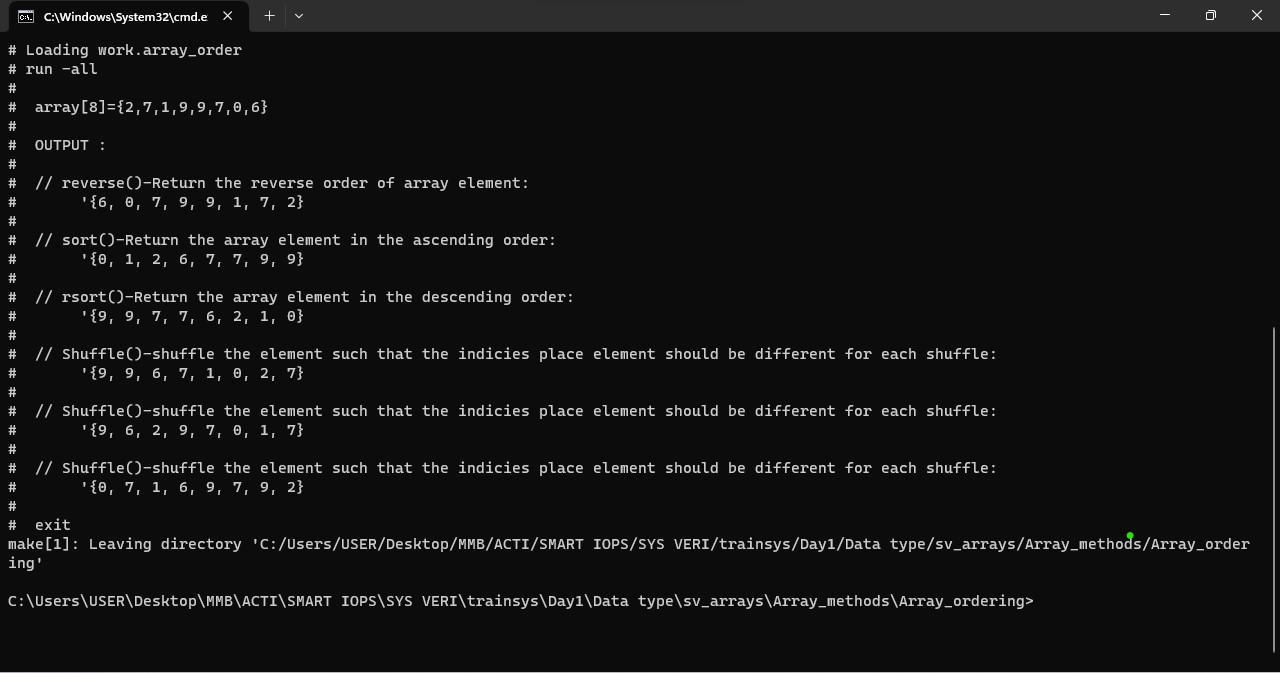 C:\Windows\System32\cmd.e
# Loading work.array_order
# run -all
#
#  array[8]={2,7,1,9,9,7,0,6}
#
#  OUTPUT :
#
#  // reverse()-Return the reverse order of array element:
#       '{6, 0, 7, 9, 9, 1, 7, 2}
#
#  // sort()-Return the array element in the ascending order:
#       '{0, 1, 2, 6, 7, 7, 9, 9}
#
#  // rsort()-Return the array element in the descending order:
#       '{9, 9, 7, 7, 6, 2, 1, 0}
#
#  // Shuffle()-shuffle the element such that the indicies place element should be different for each shuffle:
#       '{9, 9, 6, 7, 1, 0, 2, 7}
#
#  // Shuffle()-shuffle the element such that the indicies place element should be different for each shuffle:
#       '{9, 6, 2, 9, 7, 0, 1, 7}
#
#  // Shuffle()-shuffle the element such that the indicies place element should be different for each shuffle:
#       '{0, 7, 1, 6, 9, 7, 9, 2}
#
#  exit
make[1]: Leaving directory 'C:/Users/USER/Desktop/MMB/ACTI/SMART IOPS/SYS VERI/trainsys/Day1/Data type/sv_arrays/Array_methods/Array_order
ing'
C:\Users\USER\Desktop\MMB\ACTI\SMART IOPS\SYS VERI\trainsys\Day1\Data type\sv_arrays\Array_methods\Array_ordering>